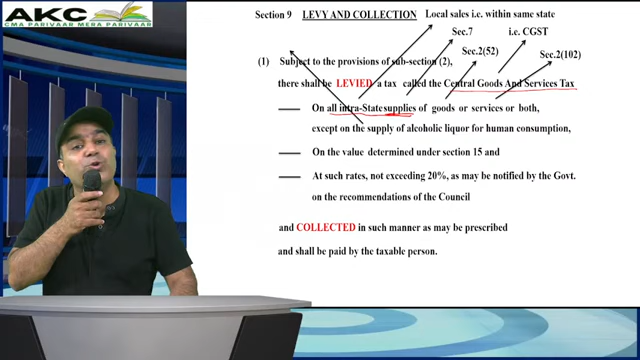 AKC
CMA PARIVAAR MERA PARIVAAR
Section 9 LEVY AND COLLECTION Local sales i.e. within same state
Sec.7 i.e. CGST
Sec.2(52) Sec.2(102)
(1) Subject to the provisions of sub-section (2),
there shall be LEVIED a tax called the Central Goods And Services Tax
On all intra-State supplies of goods or services or both,
except on the supply of alcoholic liquor for human consumption,
On the value determined under section 15 and
At such rates, not exceeding 20%, as may be notified by the Govt.
on the recommendations of the Council
and COLLECTED in such manner as may be prescribed
and shall be paid by the taxable person.